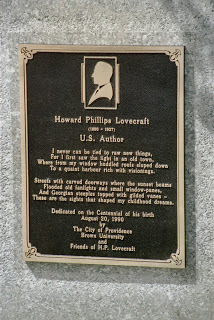 Howard Phillips Lovecraft
(1890 - 1937)
U.S. Author
I never can be tied to raw new things,
For I first saw the light in an old town,
Where from my window huddled roofs sloped down
To a quaint harbour rich with visionings.
Streets with carved doorways where the sunset beams
Flooded old fanlights and small window-panes,
And Georgian steeples topped with gilded vanes -
These are the sights that shaped my childhood dreams.
Dedicated on the Centennial of his birth
August 20, 1990
by
The City of Providence
Brown University
and
Friends of H.P. Lovecraft